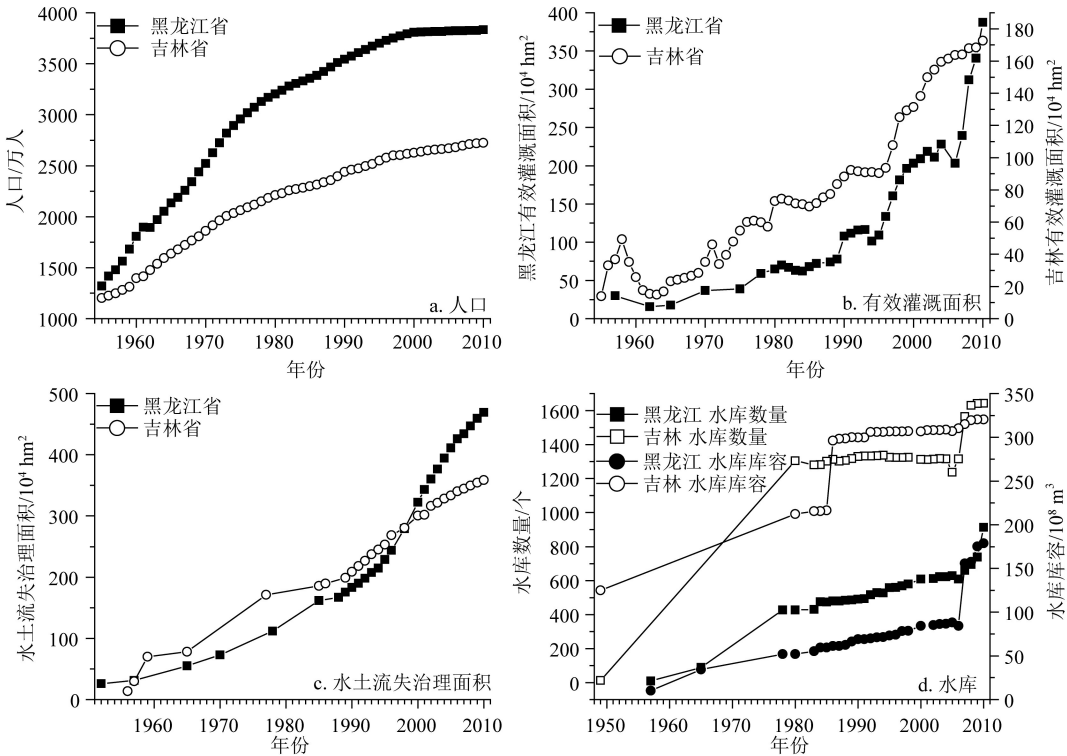 黑龙江省
吉林省
人口/万人
4000
3500
3000
2500
2000
1500
1000
a. 人口
1960 1970 1980 1990 2000 2010
年份
黑龙江省
吉林省
黑龙江有效灌溉面积/10⁴ hm²
400
350
300
250
200
150
100
50
0
吉林有效灌溉面积/10⁴ hm²
180
160
140
120
100
80
60
40
20
0
b. 有效灌溉面积
1960 1970 1980 1990 2000 2010
年份
黑龙江省
吉林省
水土流失治理面积/10⁴ hm²
500
400
300
200
100
0
c. 水土流失治理面积
1960 1970 1980 1990 2000 2010
年份
黑龙江 水库数量
吉林 水库数量
黑龙江 水库库容
吉林 水库库容
水库数量/个
1600
1400
1200
1000
800
600
400
200
0
水库库容/10⁸ m³
350
300
250
200
150
100
50
0
d. 水库
1950 1960 1970 1980 1990 2000 2010
年份